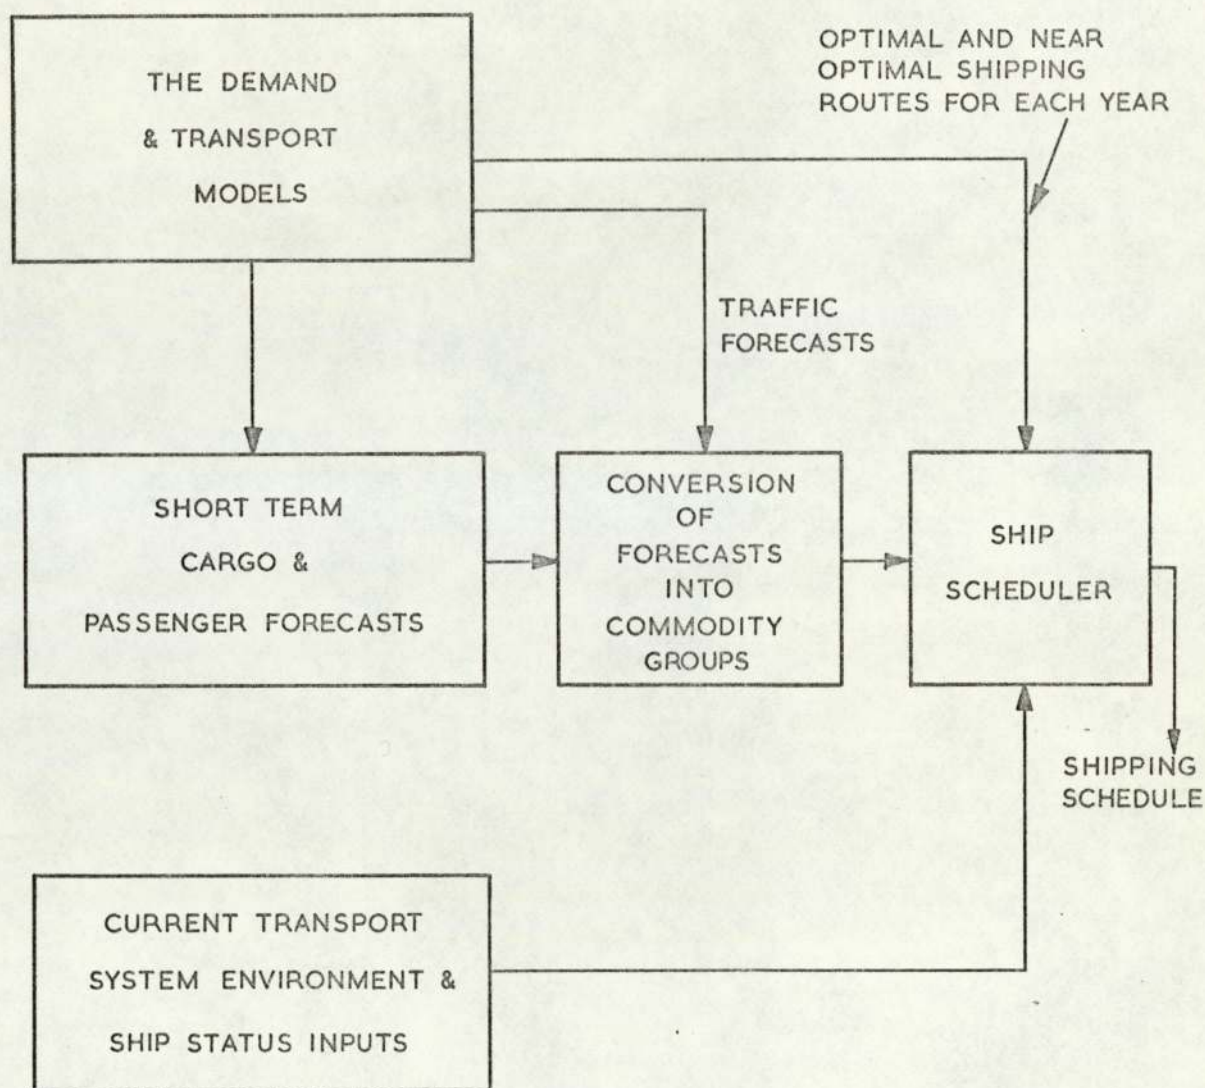 THE DEMAND
& TRANSPORT
MODELS
OPTIMAL AND NEAR
OPTIMAL SHIPPING
ROUTES FOR EACH YEAR
TRAFFIC
FORECASTS
SHORT TERM
CARGO &
PASSENGER FORECASTS
CONVERSION
OF
FORECASTS
INTO
COMMODITY
GROUPS
SHIP
SCHEDULER
SHIPPING
SCHEDULE
CURRENT TRANSPORT
SYSTEM ENVIRONMENT &
SHIP STATUS INPUTS